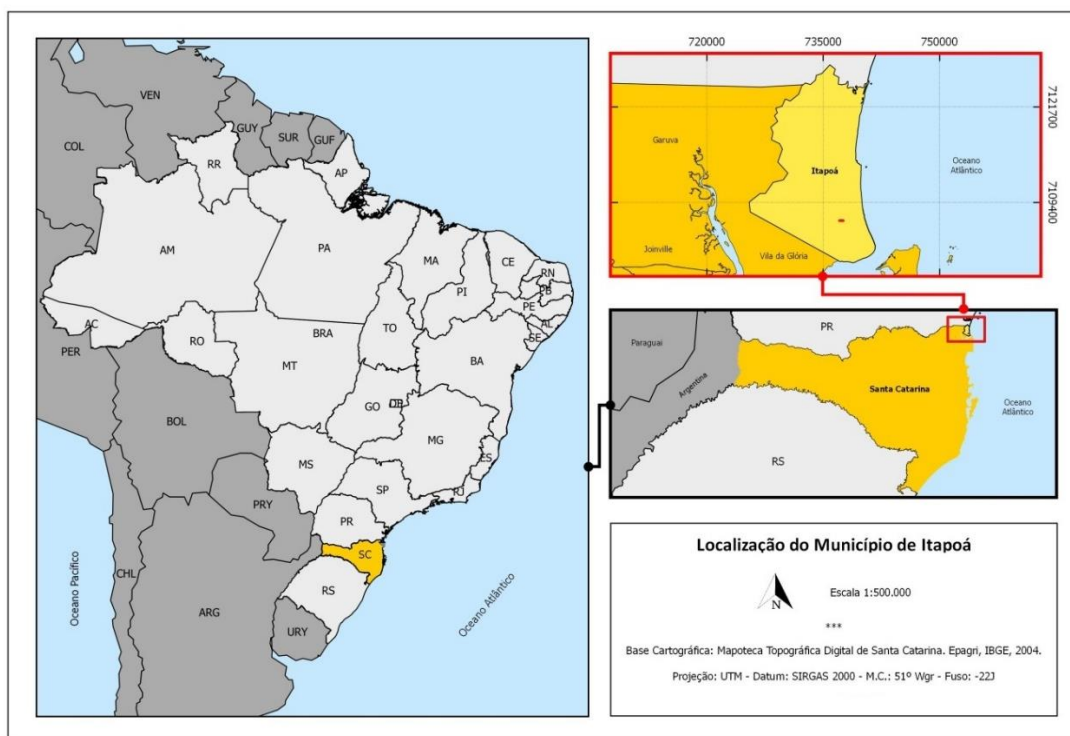 VEN
COL
GUY
SUR
GUF
RR
AP
AM
PA
MA
CE
RN
PB
PI
PE
AL
SE
AC
PER
RO
TO
BRA
MT
BA
BOL
GO
DF
MG
ES
MS
SP
RJ
PRY
PR
SC
CHL
RS
ARG
URY
Oceano Pacífico
Oceano Atlântico
720000
735000
750000
7121700
7109400
Garuva
Itapoá
Oceano
Atlântico
Joinville
Vila da Glória
PR
Paraguai
Argentina
Santa Catarina
Oceano
Atlântico
RS
Localização do Município de Itapoá
N
Escala 1:500.000
***
Base Cartográfica: Mapoteca Topográfica Digital de Santa Catarina. Epagri, IBGE, 2004.
Projeção: UTM - Datum: SIRGAS 2000 - M.C.: 51º Wgr - Fuso: -22J